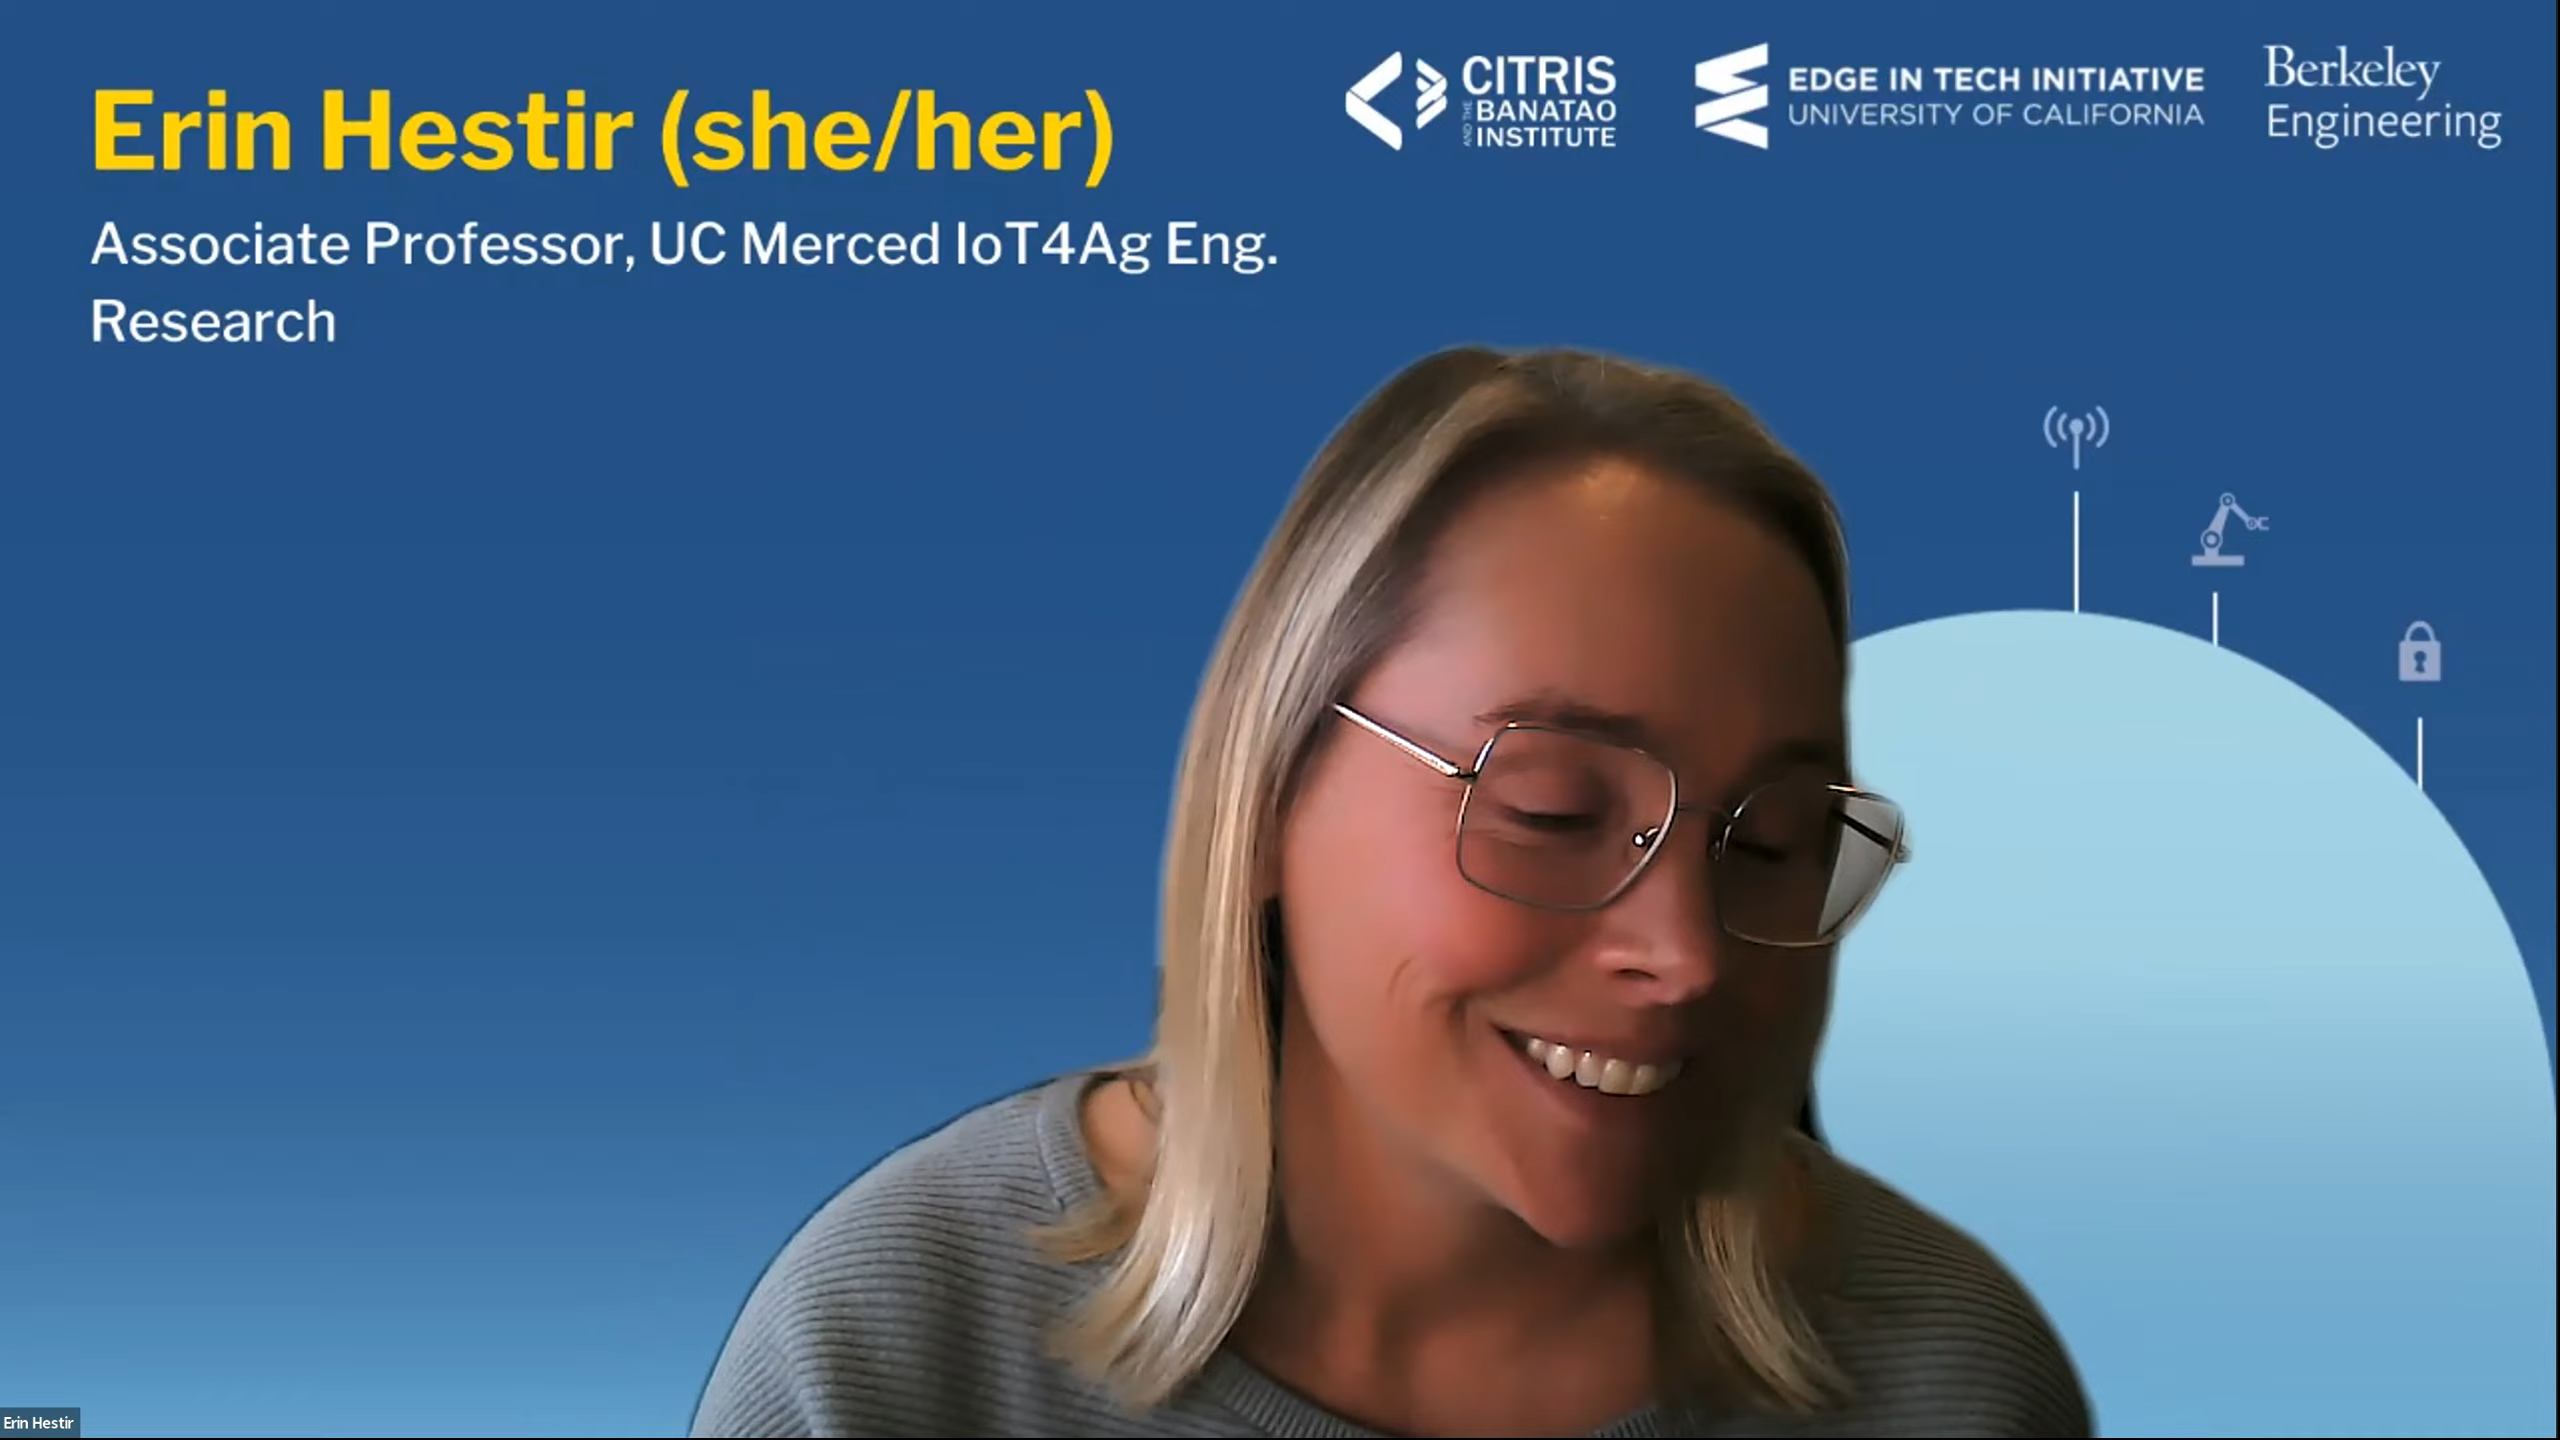 Erin Hestir (she/her)
Associate Professor, UC Merced IoT4Ag Eng.
Research
CITRIS
AND THE
BANATAO
INSTITUTE
EDGE IN TECH INITIATIVE
UNIVERSITY OF CALIFORNIA
Berkeley
Engineering
Erin Hestir